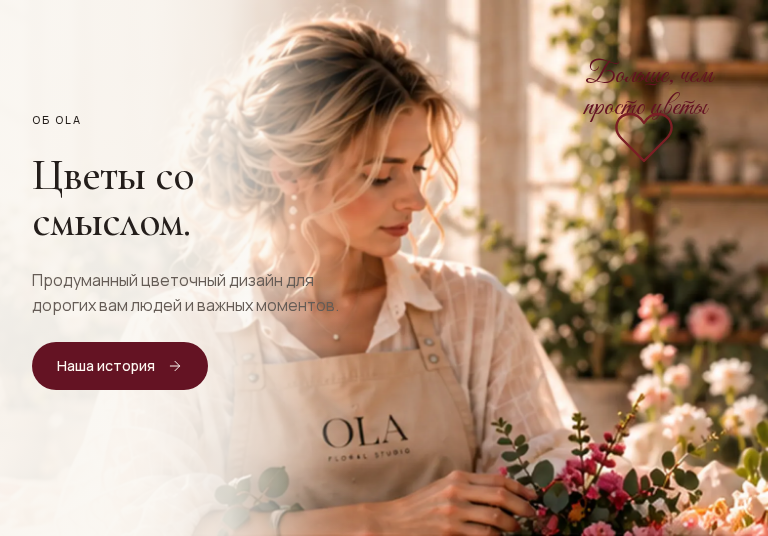 ОБ OLA
Цветы со
смыслом.
Продуманный цветочный дизайн для
дорогих вам людей и важных моментов.
Наша история
Больше, чем
просто цветы
OLA
FLORAL STUDIO